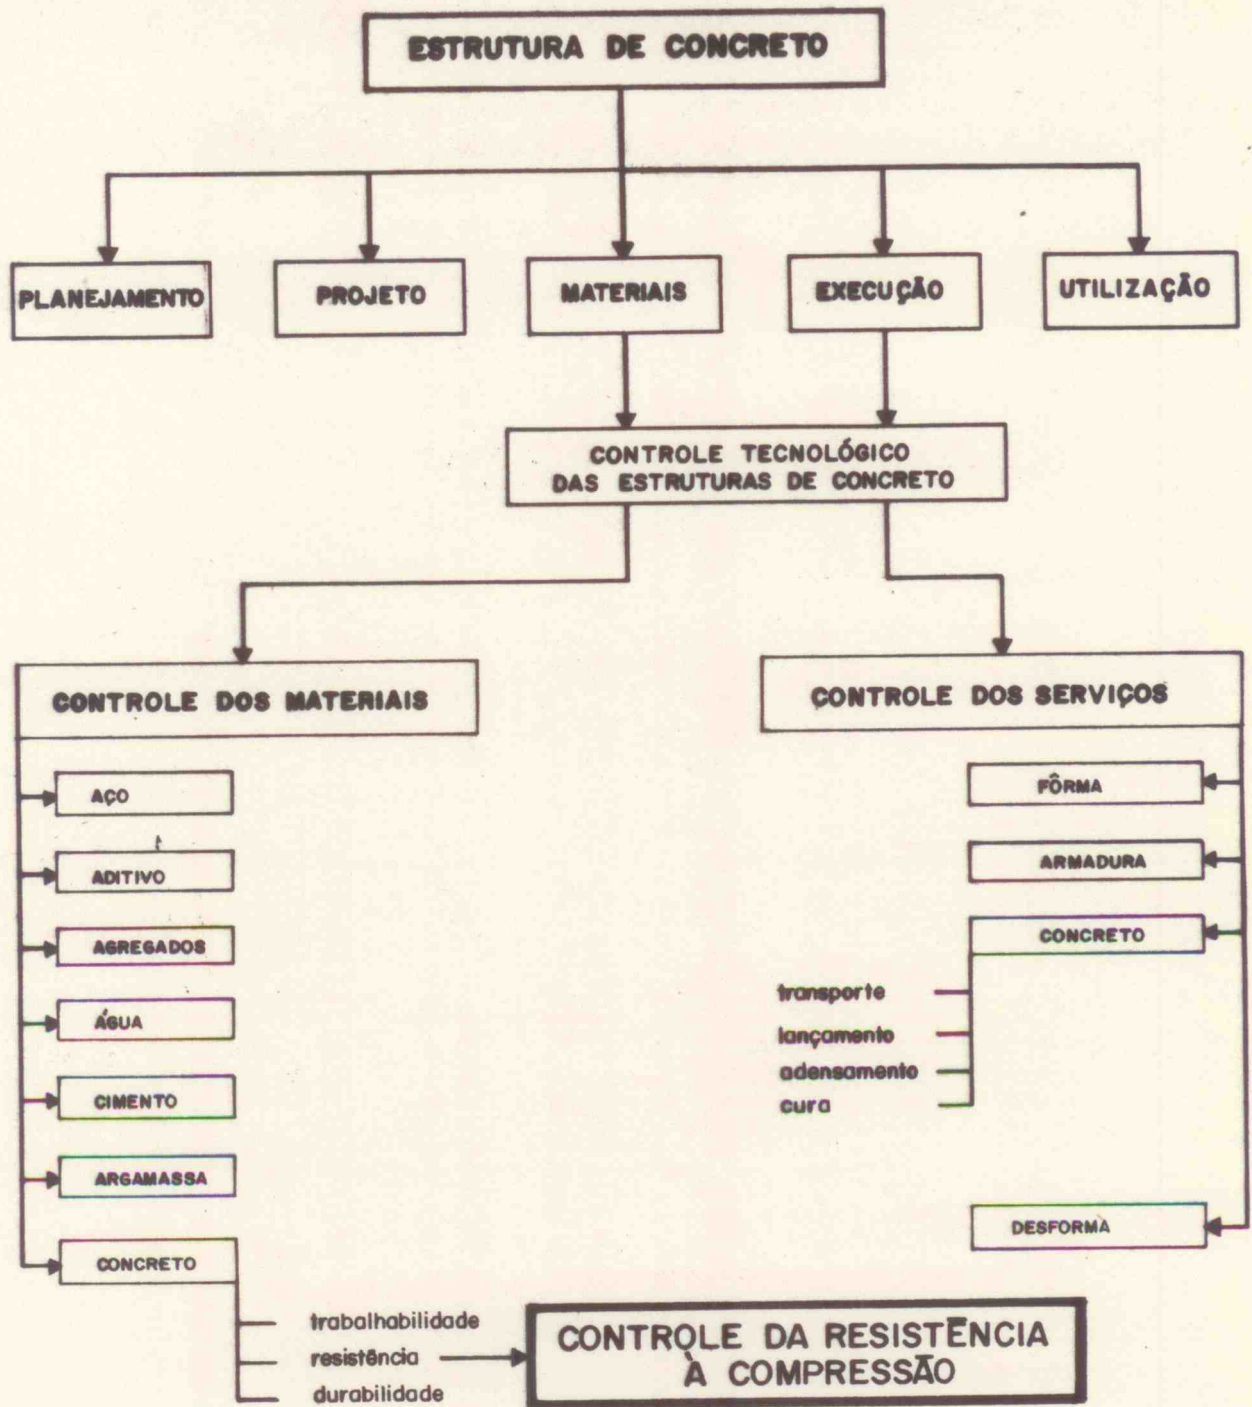 ESTRUTURA DE CONCRETO
PLANEJAMENTO
PROJETO
MATERIAIS
EXECUÇÃO
UTILIZAÇÃO
CONTROLE TECNOLÓGICO
DAS ESTRUTURAS DE CONCRETO
CONTROLE DOS MATERIAIS
AÇO
ADITIVO
AGREGADOS
ÁGUA
CIMENTO
ARGAMASSA
CONCRETO
trabalhabilidade
resistência
durabilidade
CONTROLE DA RESISTÊNCIA
À COMPRESSÃO
CONTROLE DOS SERVIÇOS
FÔRMA
ARMADURA
CONCRETO
transporte
lançamento
adensamento
cura
DESFORMA